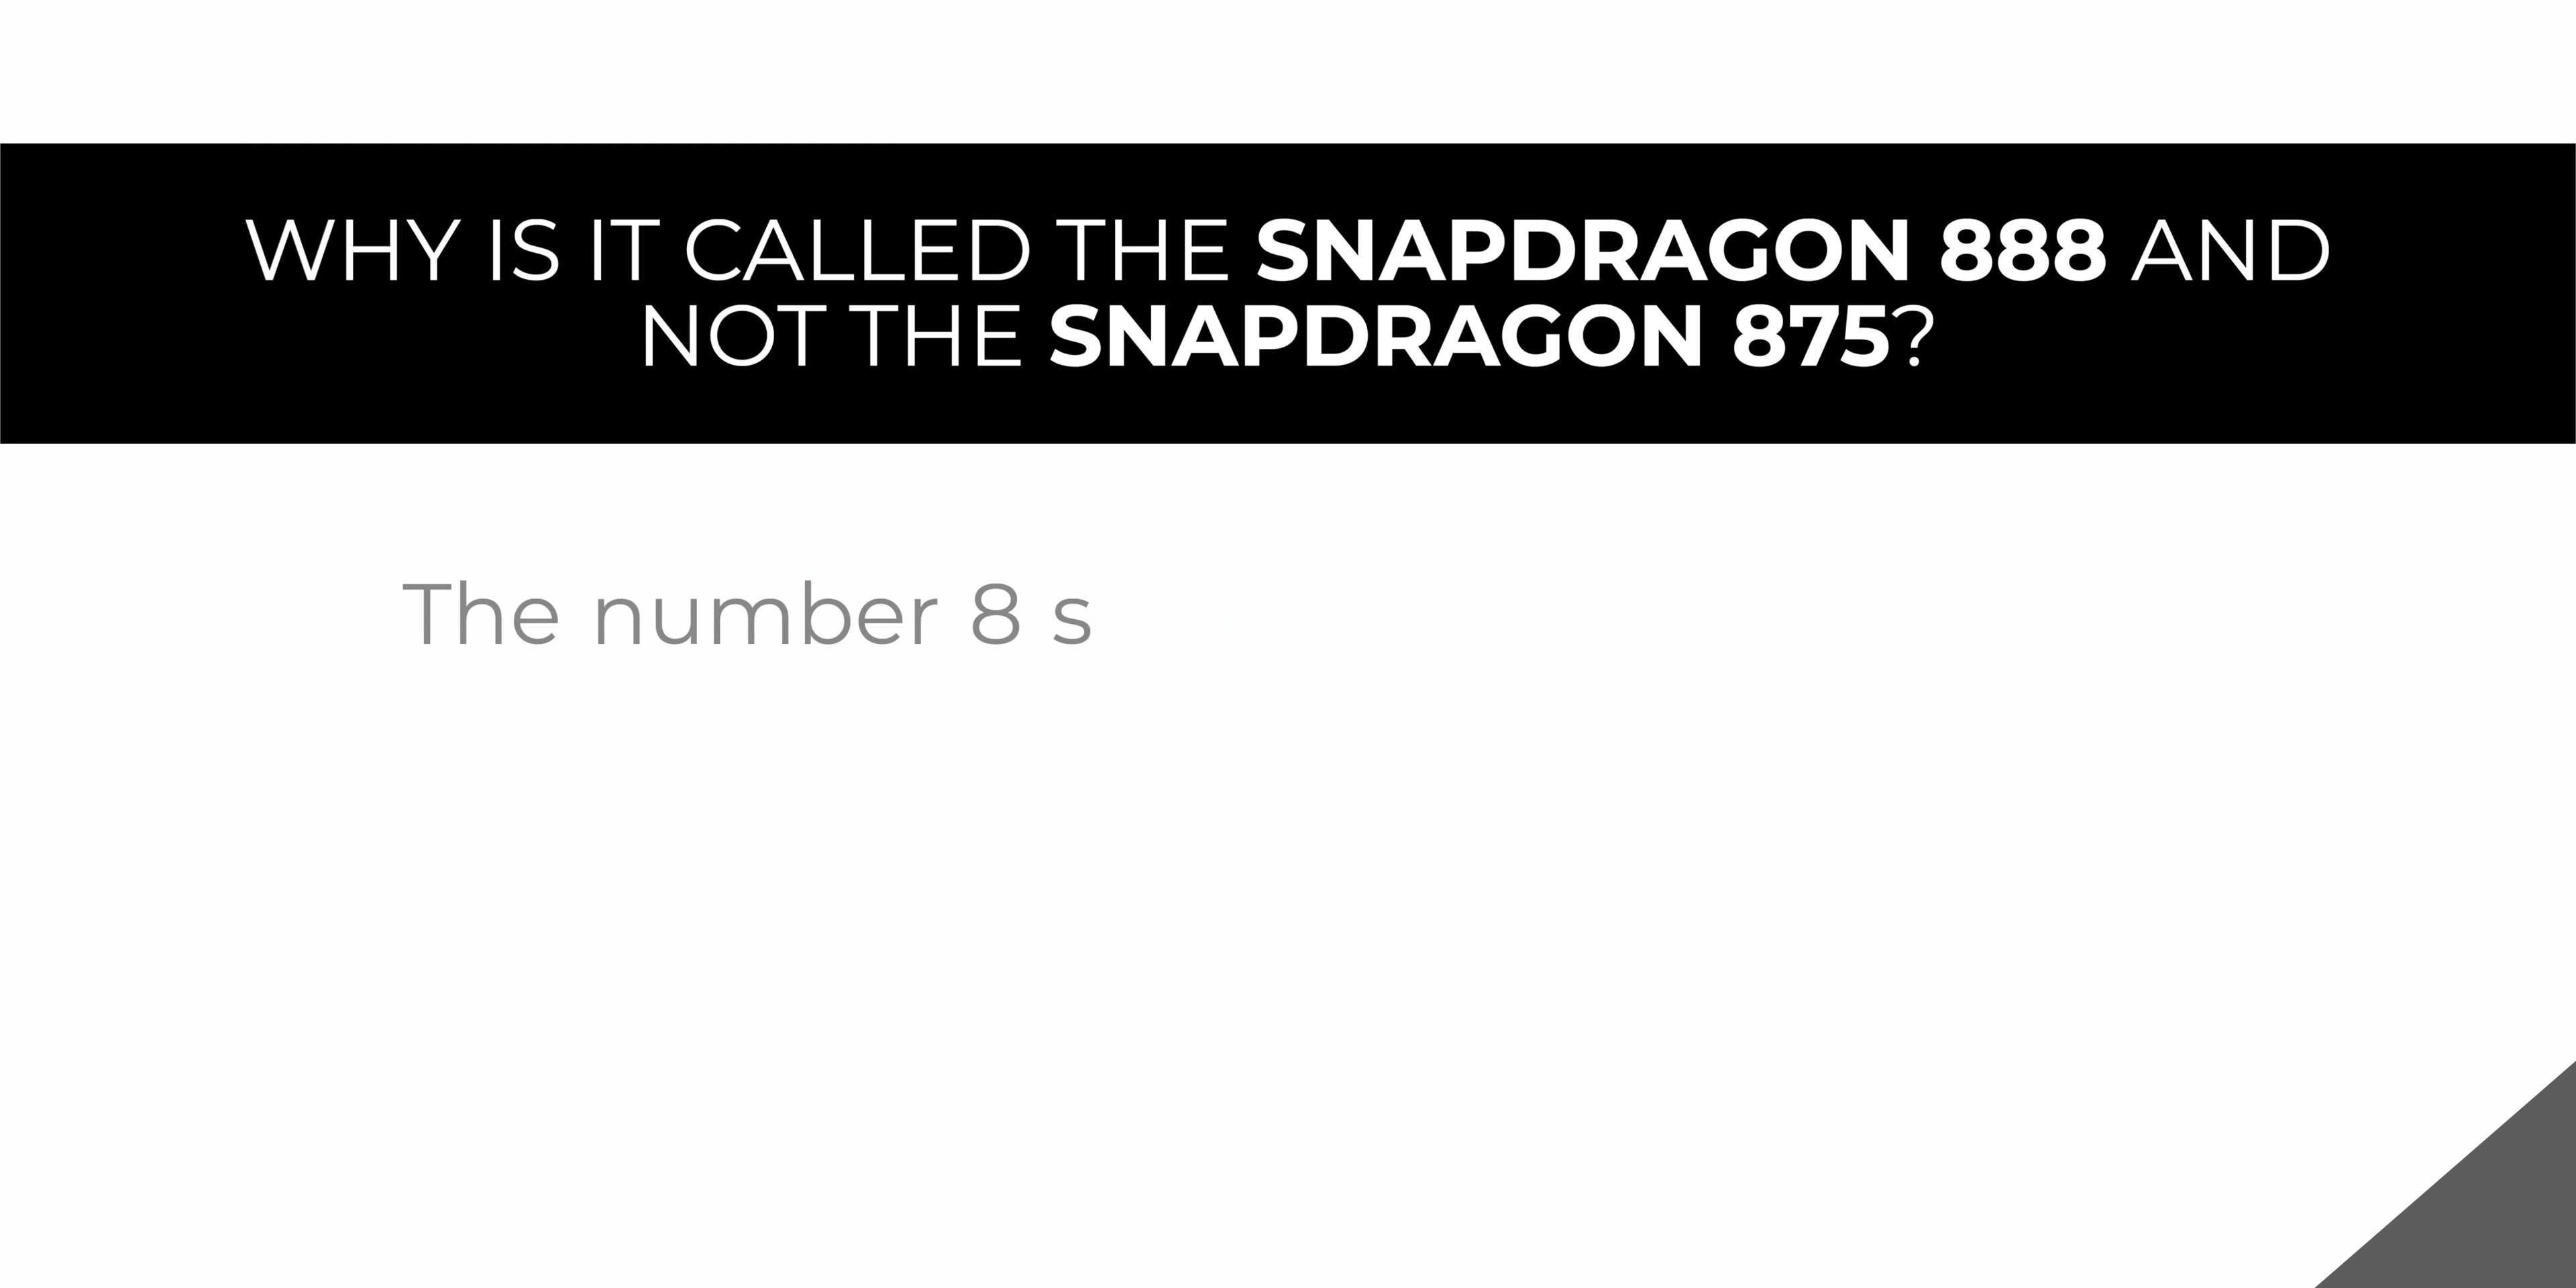 WHY IS IT CALLED THE SNAPDRAGON 888 AND
NOT THE SNAPDRAGON 875?
The number 8 s